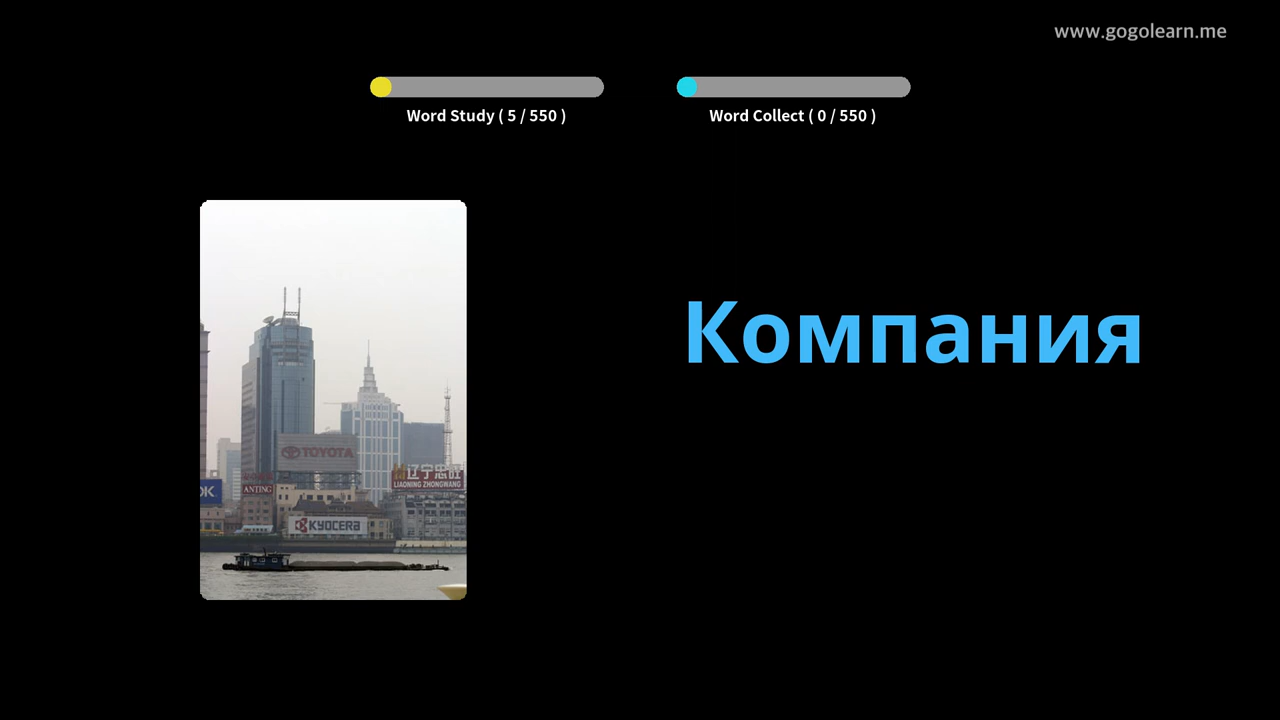 www.gogolearn.me
Word Study ( 5 / 550 )
Word Collect ( 0 / 550 )
Компания
TOYOTA
辽宁忠旺
LIAONING ZHONGWANG
ANTING
OK
KYOCERA